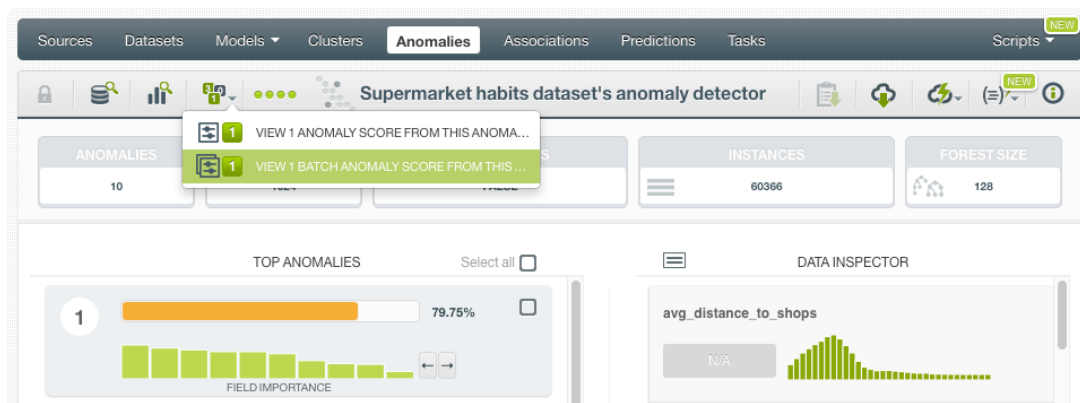 NEW
Sources Datasets Models Clusters Anomalies Associations Predictions Tasks Scripts
Supermarket habits dataset's anomaly detector NEW
1 VIEW 1 ANOMALY SCORE FROM THIS ANOMA...
1 VIEW 1 BATCH ANOMALY SCORE FROM THIS ...
ANOMALIES INSTANCES FOREST SIZE
10 60366 128
TOP ANOMALIES Select all DATA INSPECTOR
1 79.75% avg_distance_to_shops
N/A
FIELD IMPORTANCE